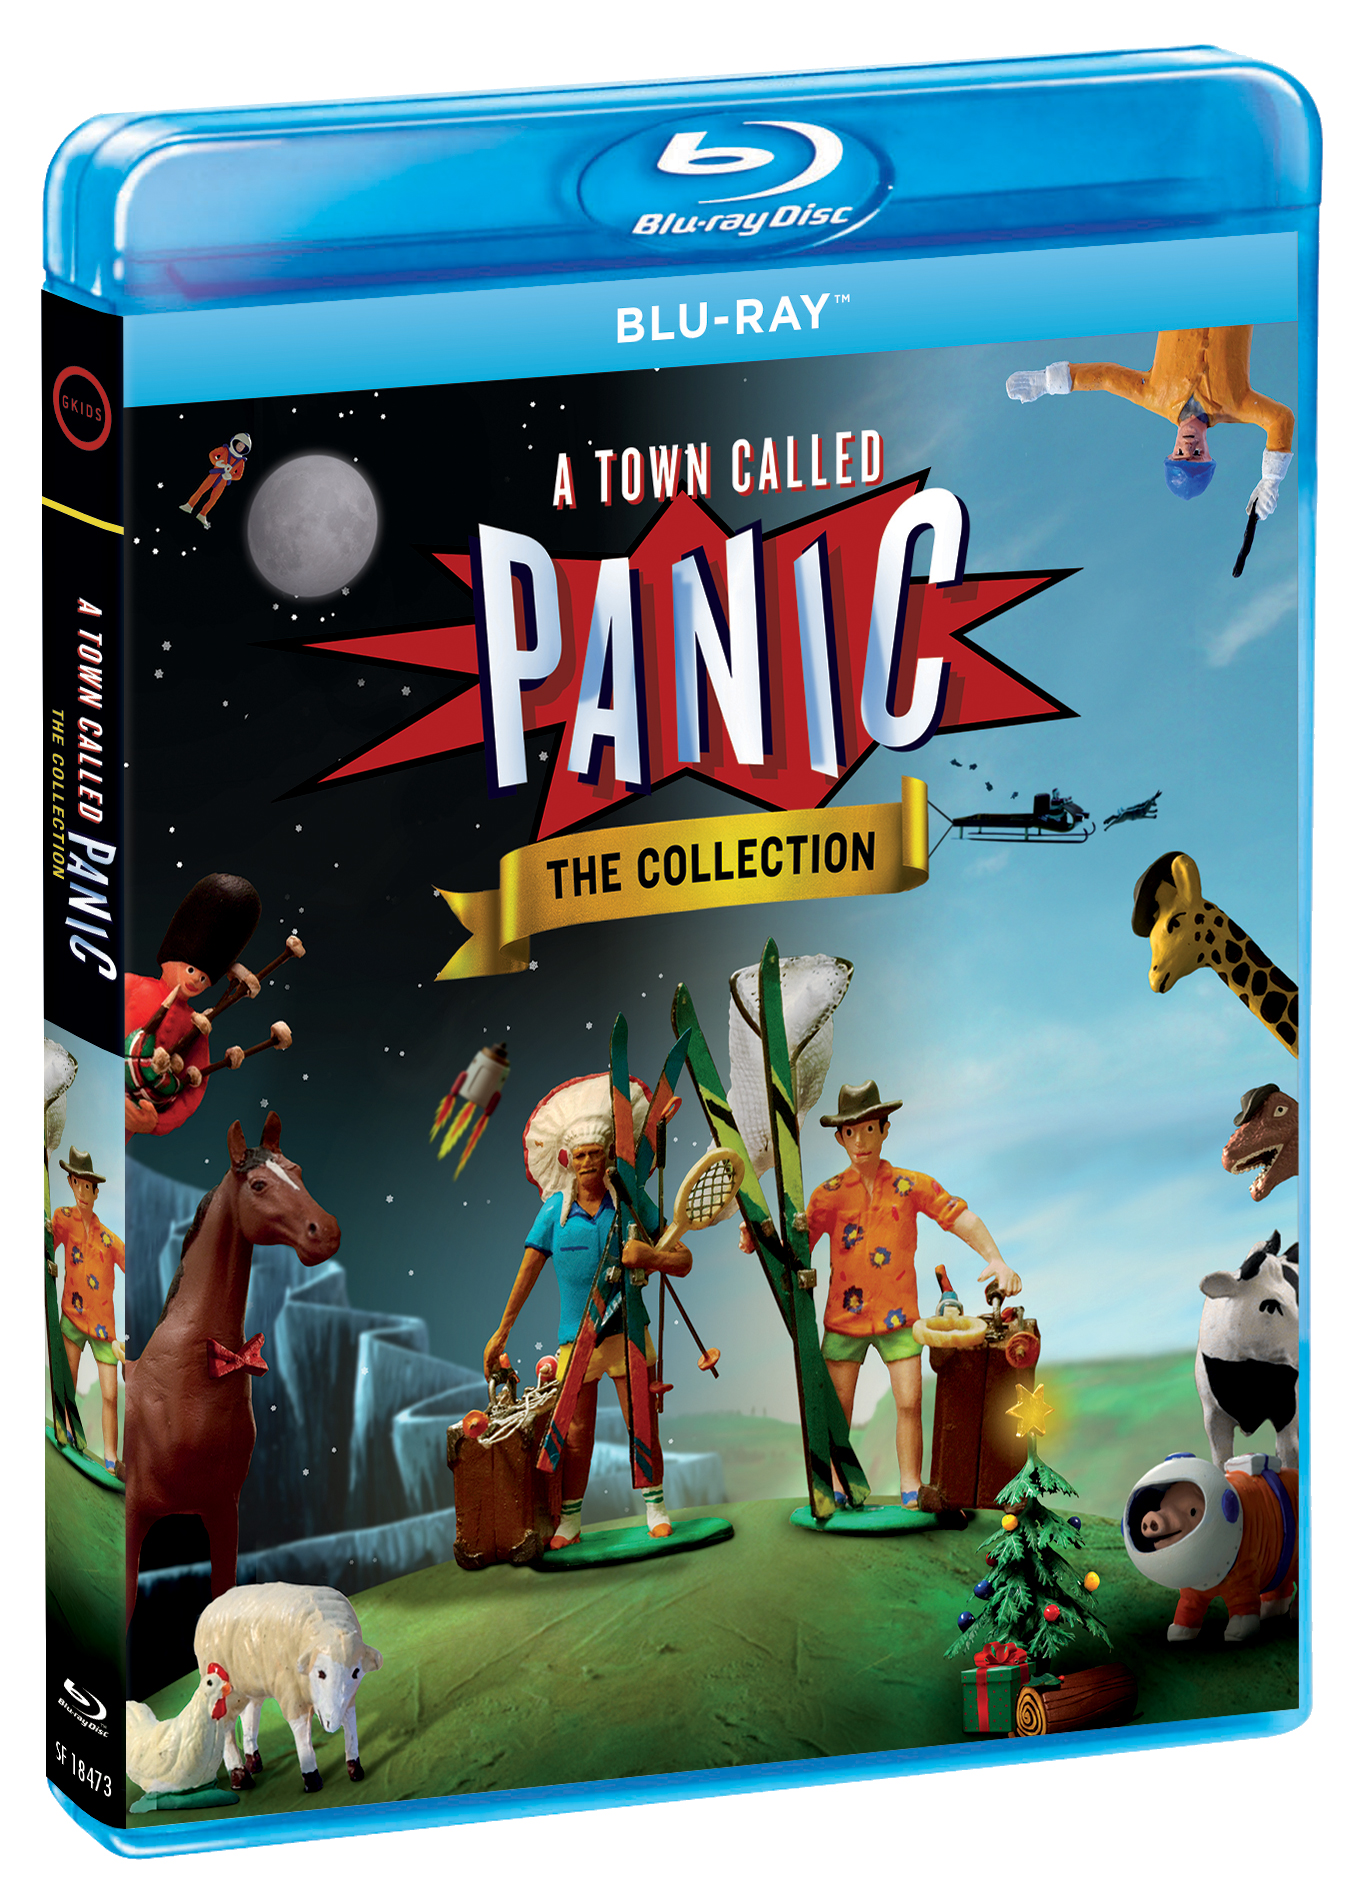 Blu-ray Disc
BLU-RAY™
A TOWN CALLED
PANIC
THE COLLECTION
GKIDS
A TOWN CALLED PANIC
THE COLLECTION
Blu-ray Disc
SF 18473